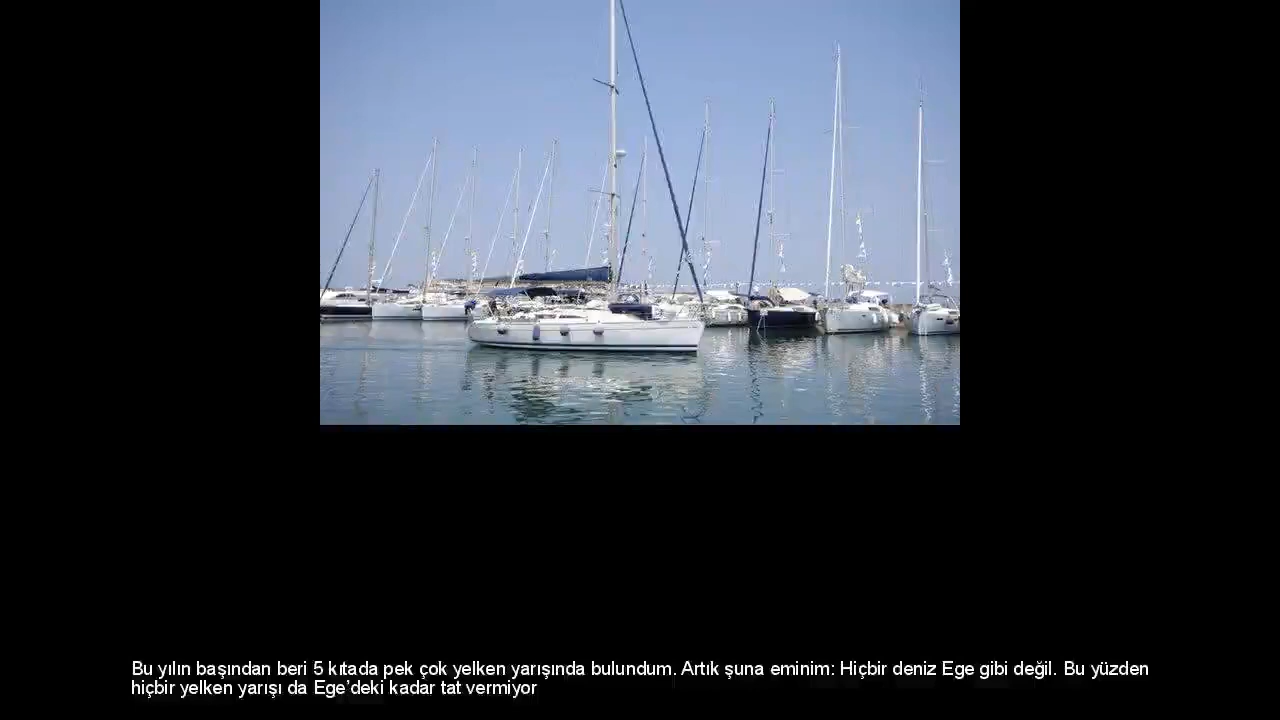 Bu yılın başından beri 5 kıtada pek çok yelken yarışında bulundum. Artık şuna eminim: Hiçbir deniz Ege gibi değil. Bu yüzden
hiçbir yelken yarışı da Ege'deki kadar tat vermiyor